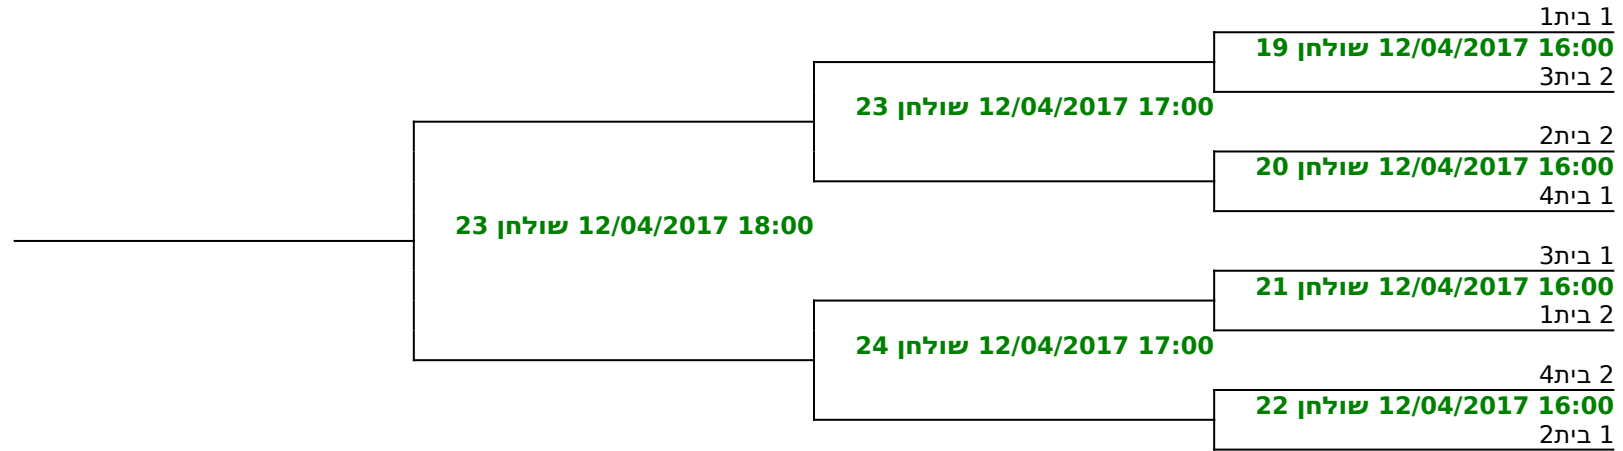 1 בית1
16:00 12/04/2017 שולחן 19
2 בית3
17:00 12/04/2017 שולחן 23
2 בית2
16:00 12/04/2017 שולחן 20
1 בית4
18:00 12/04/2017 שולחן 23
1 בית3
16:00 12/04/2017 שולחן 21
2 בית1
17:00 12/04/2017 שולחן 24
2 בית4
16:00 12/04/2017 שולחן 22
1 בית2